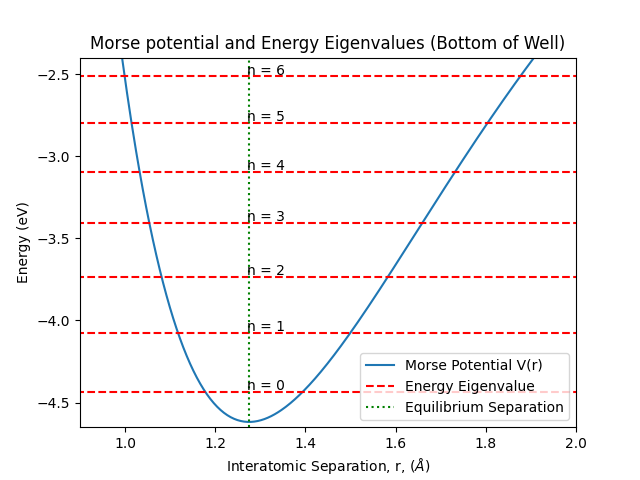 Morse potential and Energy Eigenvalues (Bottom of Well)
−2.5
−3.0
−3.5
−4.0
−4.5
Energy (eV)
n = 6
n = 5
n = 4
n = 3
n = 2
n = 1
n = 0
Morse Potential V(r)
Energy Eigenvalue
Equilibrium Separation
1.0 1.2 1.4 1.6 1.8 2.0
Interatomic Separation, r, (Å)